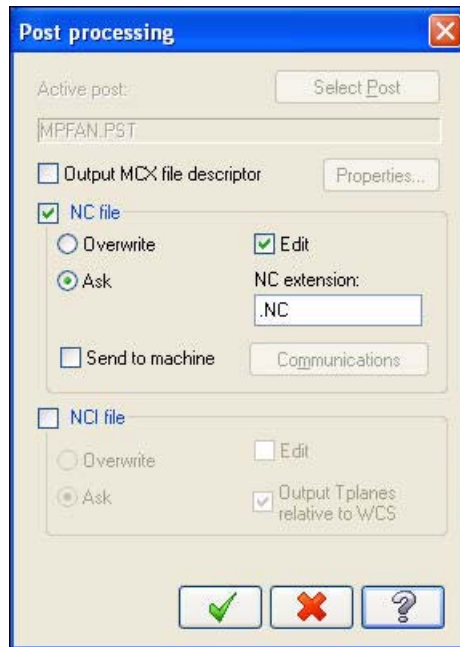 Post processing
Active post:
Select Post
MPFAN.PST
Output MCX file descriptor
Properties...
NC file
Overwrite
Edit
Ask
NC extension:
.NC
Send to machine
Communications
NCI file
Overwrite
Edit
Ask
Output Tplanes
relative to WCS
?